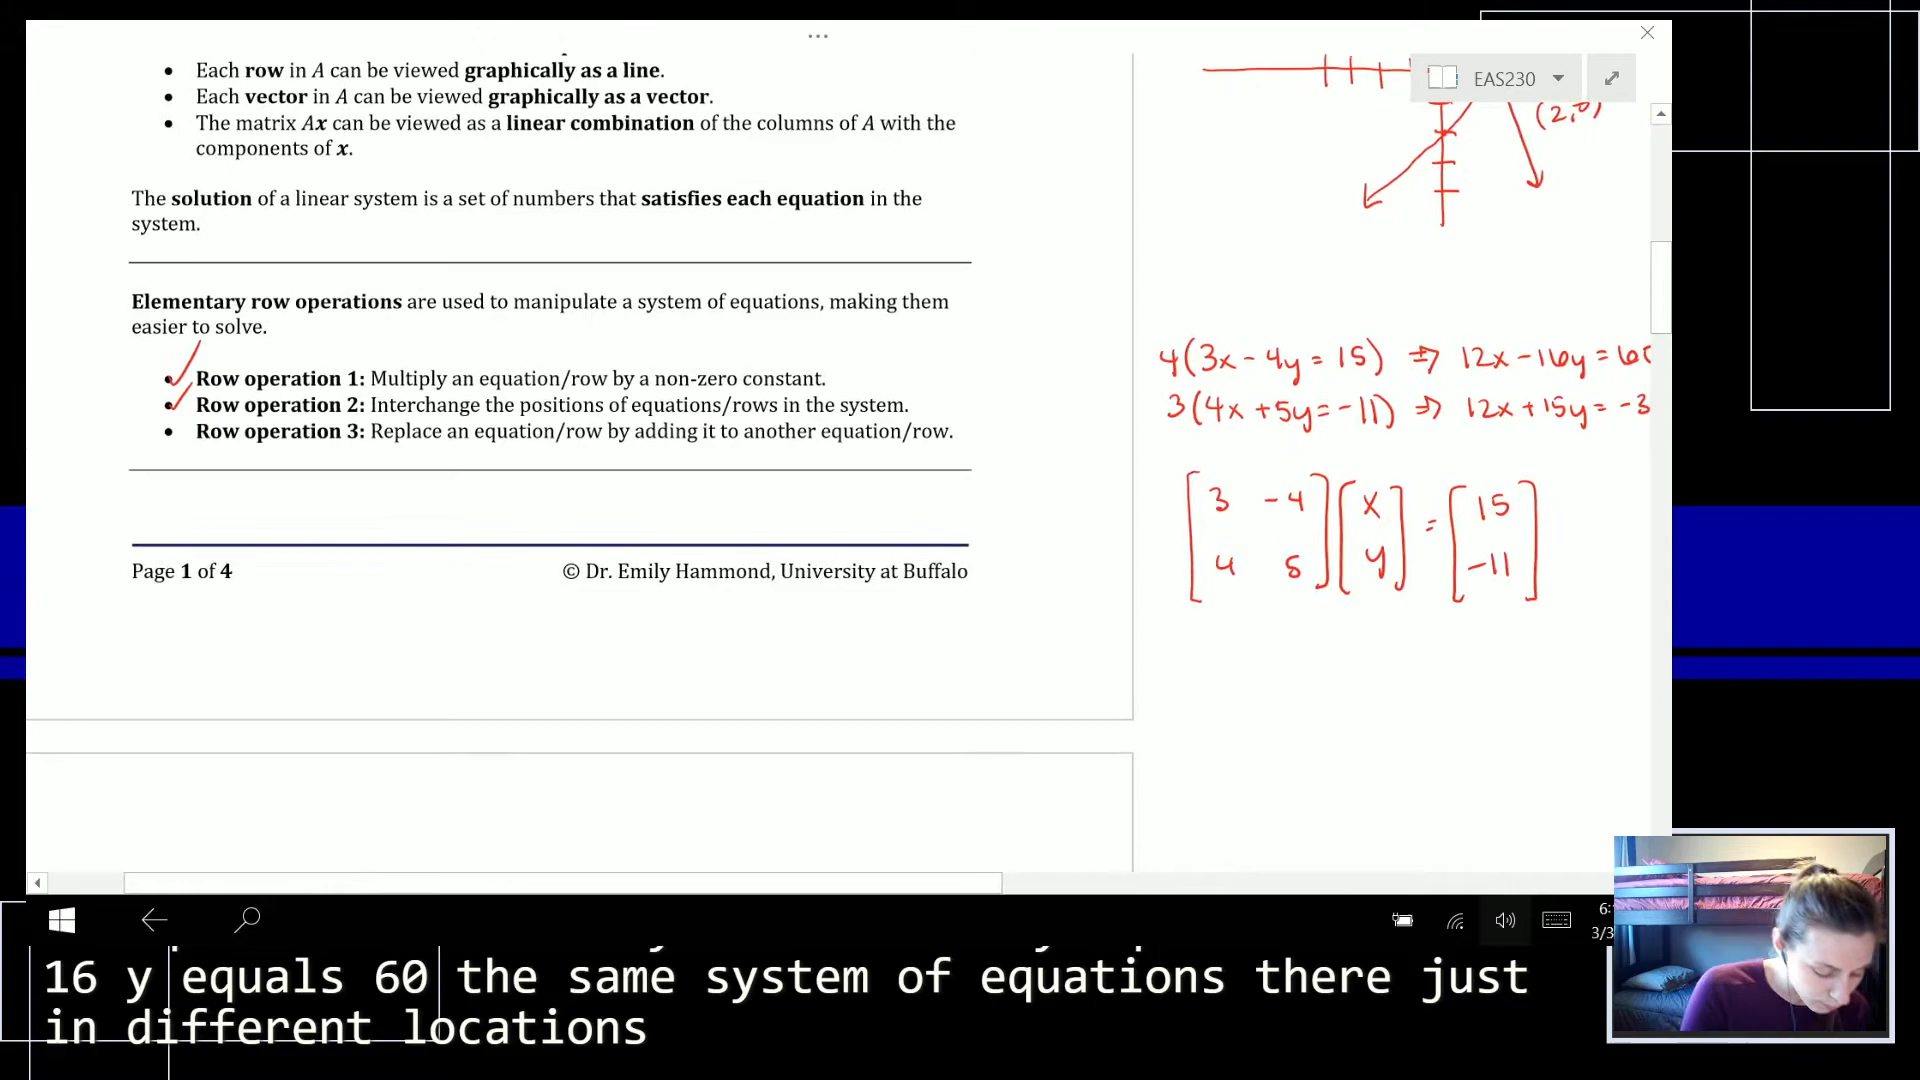 Each row in A can be viewed graphically as a line.
Each vector in A can be viewed graphically as a vector.
The matrix Ax can be viewed as a linear combination of the columns of A with the
components of x.
The solution of a linear system is a set of numbers that satisfies each equation in the
system.
Elementary row operations are used to manipulate a system of equations, making them
easier to solve.
Row operation 1: Multiply an equation/row by a non-zero constant.
Row operation 2: Interchange the positions of equations/rows in the system.
Row operation 3: Replace an equation/row by adding it to another equation/row.
Page 1 of 4
© Dr. Emily Hammond, University at Buffalo
EAS230
4(3x - 4y = 15) ⇒ 12x - 16y = 60
3(4x + 5y = -11) ⇒ 12x + 15y = -3
3 -4 x = 15
4 5 y -11
6:
3/3
16 y equals 60 the same system of equations there just
in different locations